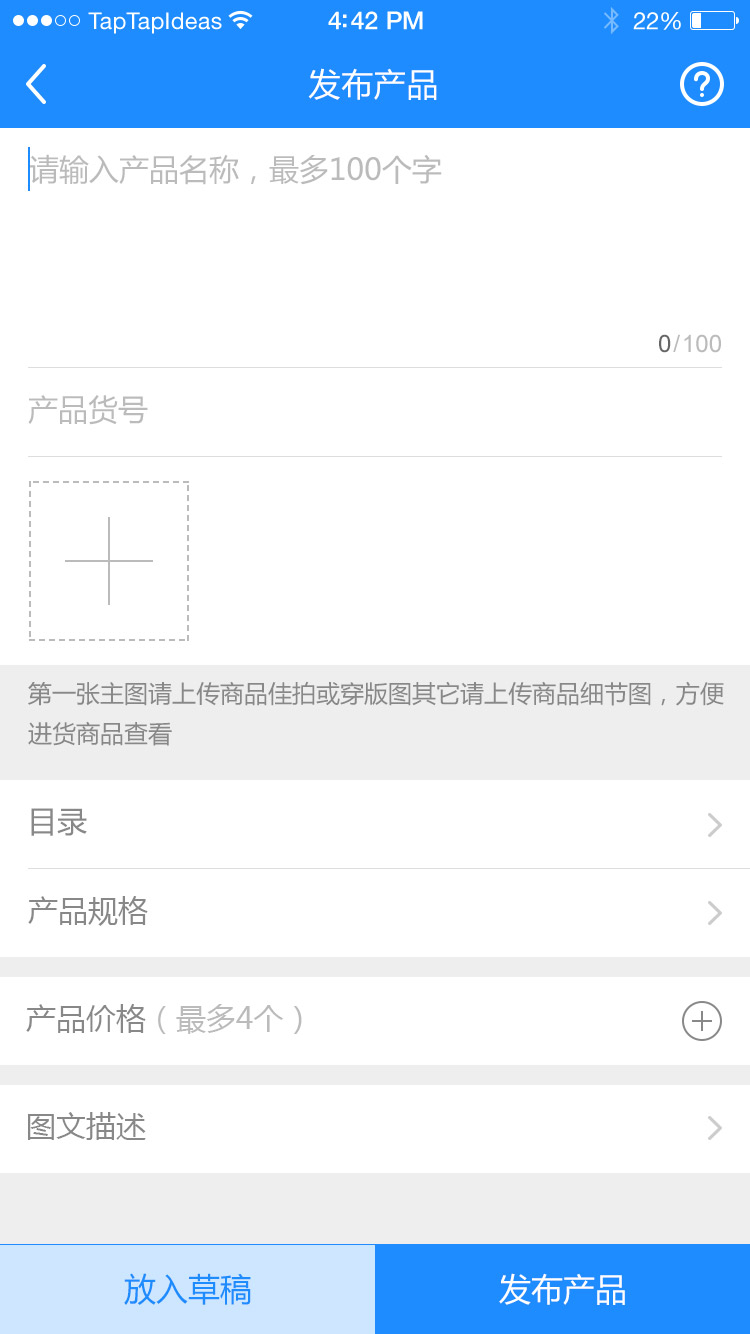 TapTapIdeas 4:42 PM 22%
发布产品
请输入产品名称，最多100个字
0/100
产品货号
第一张主图请上传商品佳拍或穿版图其它请上传商品细节图，方便
进货商品查看
目录
产品规格
产品价格（最多4个）
图文描述
放入草稿 发布产品